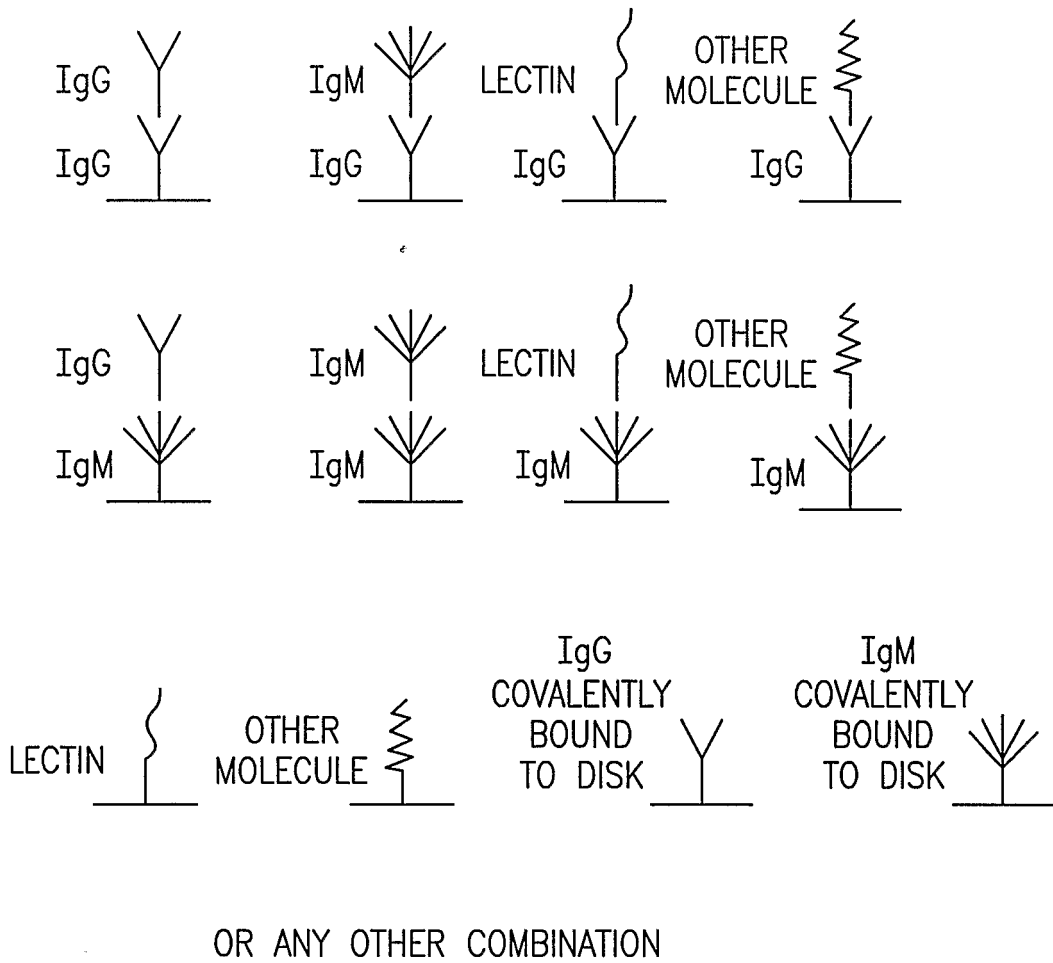 IgG
IgM
LECTIN
OTHER
MOLECULE
IgG
IgG
IgG
IgG
IgG
IgM
LECTIN
OTHER
MOLECULE
IgM
IgM
IgM
IgM
LECTIN
OTHER
MOLECULE
IgG
COVALENTLY
BOUND
TO DISK
IgM
COVALENTLY
BOUND
TO DISK
OR ANY OTHER COMBINATION